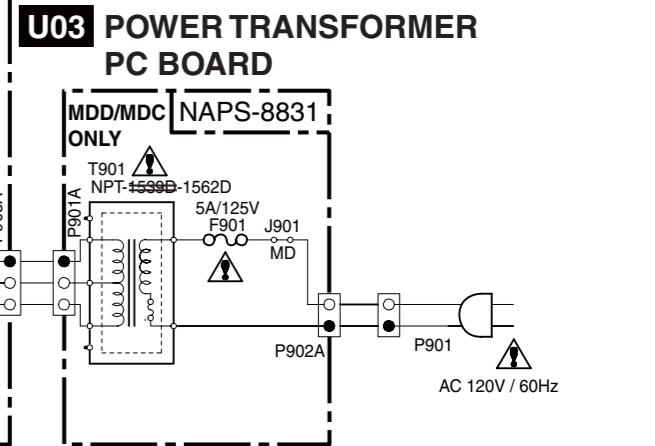 U03 POWER TRANSFORMER
PC BOARD
MDD/MDC
ONLY
NAPS-8831
T901
NPT-1539D-1562D
P901A
5A/125V
F901
J901
MD
P902A
P901
AC 120V / 60Hz